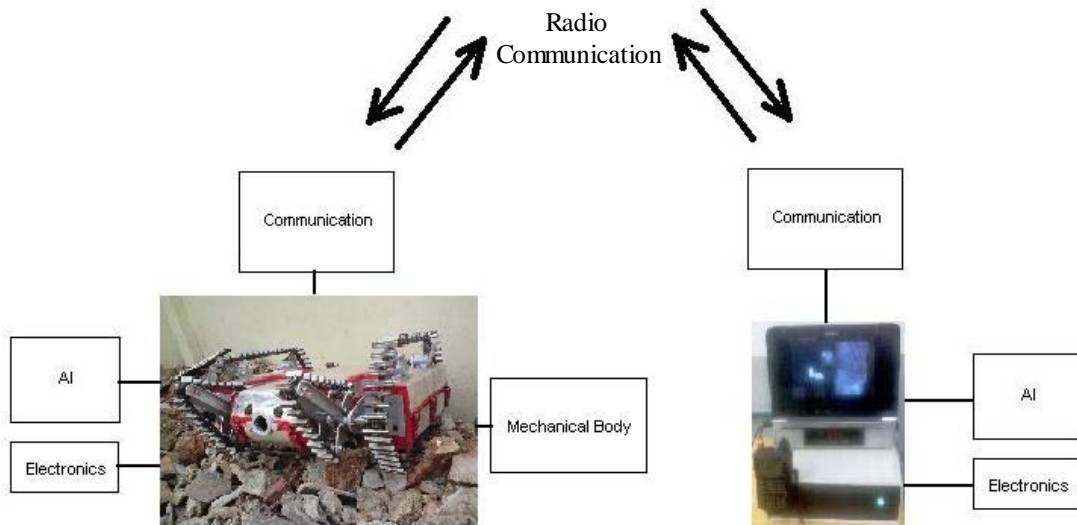 Radio
Communication
Communication
Communication
AI
Mechanical Body
Electronics
AI
Electronics